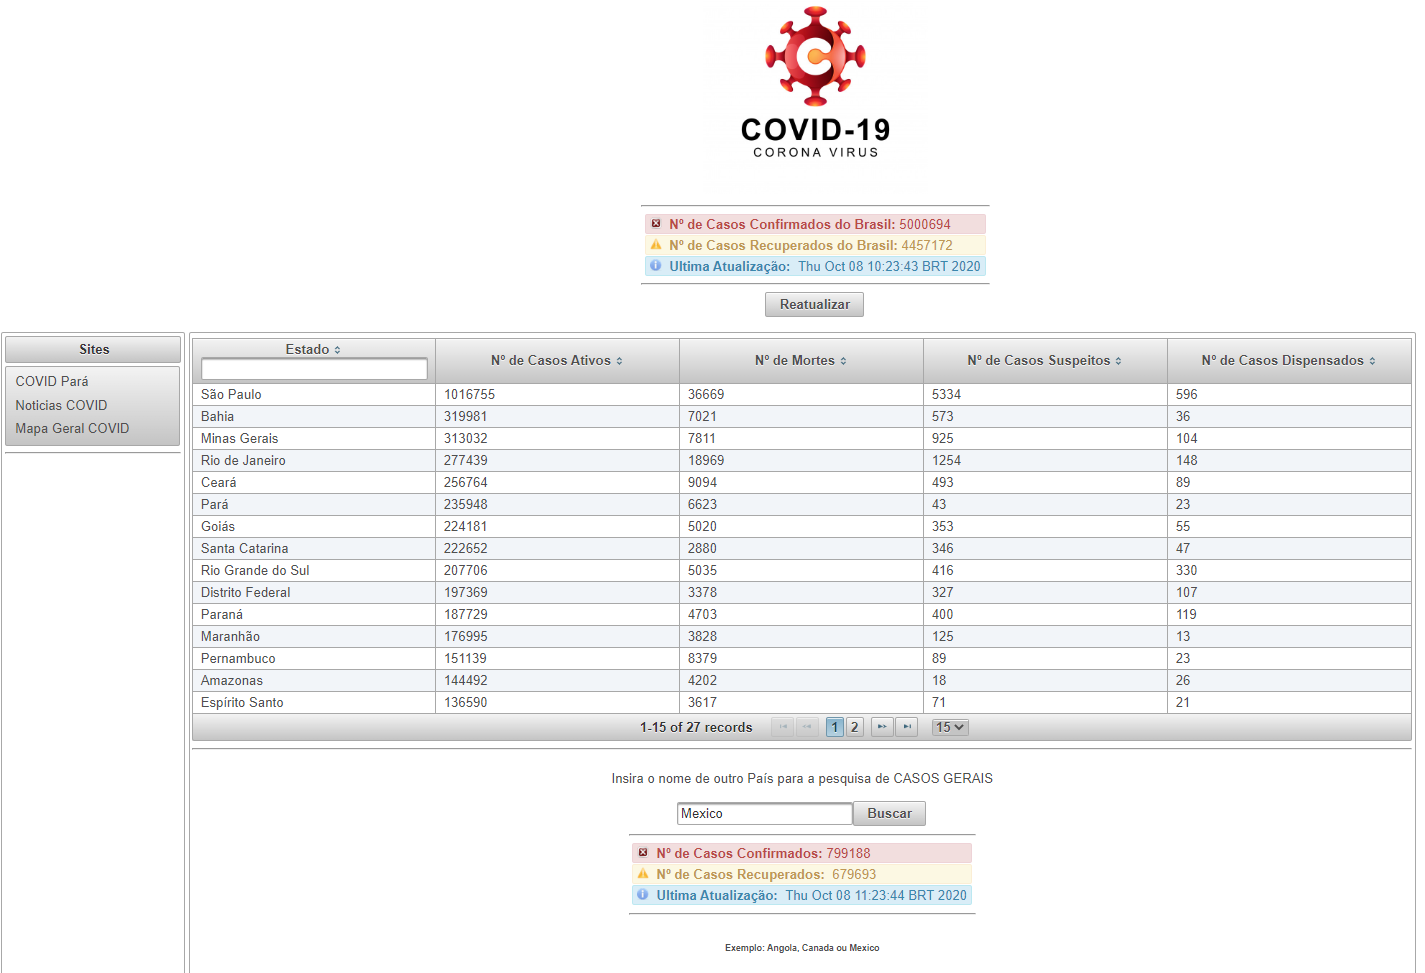 COVID-19
CORONA VIRUS
Nº de Casos Confirmados do Brasil: 5000694
Nº de Casos Recuperados do Brasil: 4457172
Ultima Atualização: Thu Oct 08 10:23:43 BRT 2020
Reatualizar
Sites
COVID Pará
Noticias COVID
Mapa Geral COVID
Estado Nº de Casos Ativos Nº de Mortes Nº de Casos Suspeitos Nº de Casos Dispensados
São Paulo 1016755 36669 5334 596
Bahia 319981 7021 573 36
Minas Gerais 313032 7811 925 104
Rio de Janeiro 277439 18969 1254 148
Ceará 256764 9094 493 89
Pará 235948 6623 43 23
Goiás 224181 5020 353 55
Santa Catarina 222652 2880 346 47
Rio Grande do Sul 207706 5035 416 330
Distrito Federal 197369 3378 327 107
Paraná 187729 4703 400 119
Maranhão 176995 3828 125 13
Pernambuco 151139 8379 89 23
Amazonas 144492 4202 18 26
Espírito Santo 136590 3617 71 21
1-15 of 27 records 1 2 15
Insira o nome de outro País para a pesquisa de CASOS GERAIS
Mexico Buscar
Nº de Casos Confirmados: 799188
Nº de Casos Recuperados: 679693
Ultima Atualização: Thu Oct 08 11:23:44 BRT 2020
Exemplo: Angola, Canada ou Mexico